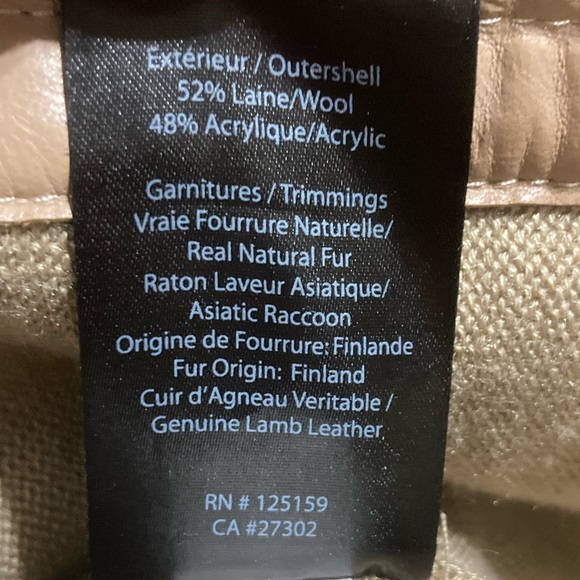 Extérieur / Outershell
52% Laine/Wool
48% Acrylique/Acrylic
Garnitures / Trimmings
Vraie Fourrure Naturelle/
Real Natural Fur
Raton Laveur Asiatique/
Asiatic Raccoon
Origine de Fourrure: Finlande
Fur Origin: Finland
Cuir d'Agneau Veritable /
Genuine Lamb Leather
RN # 125159
CA #27302